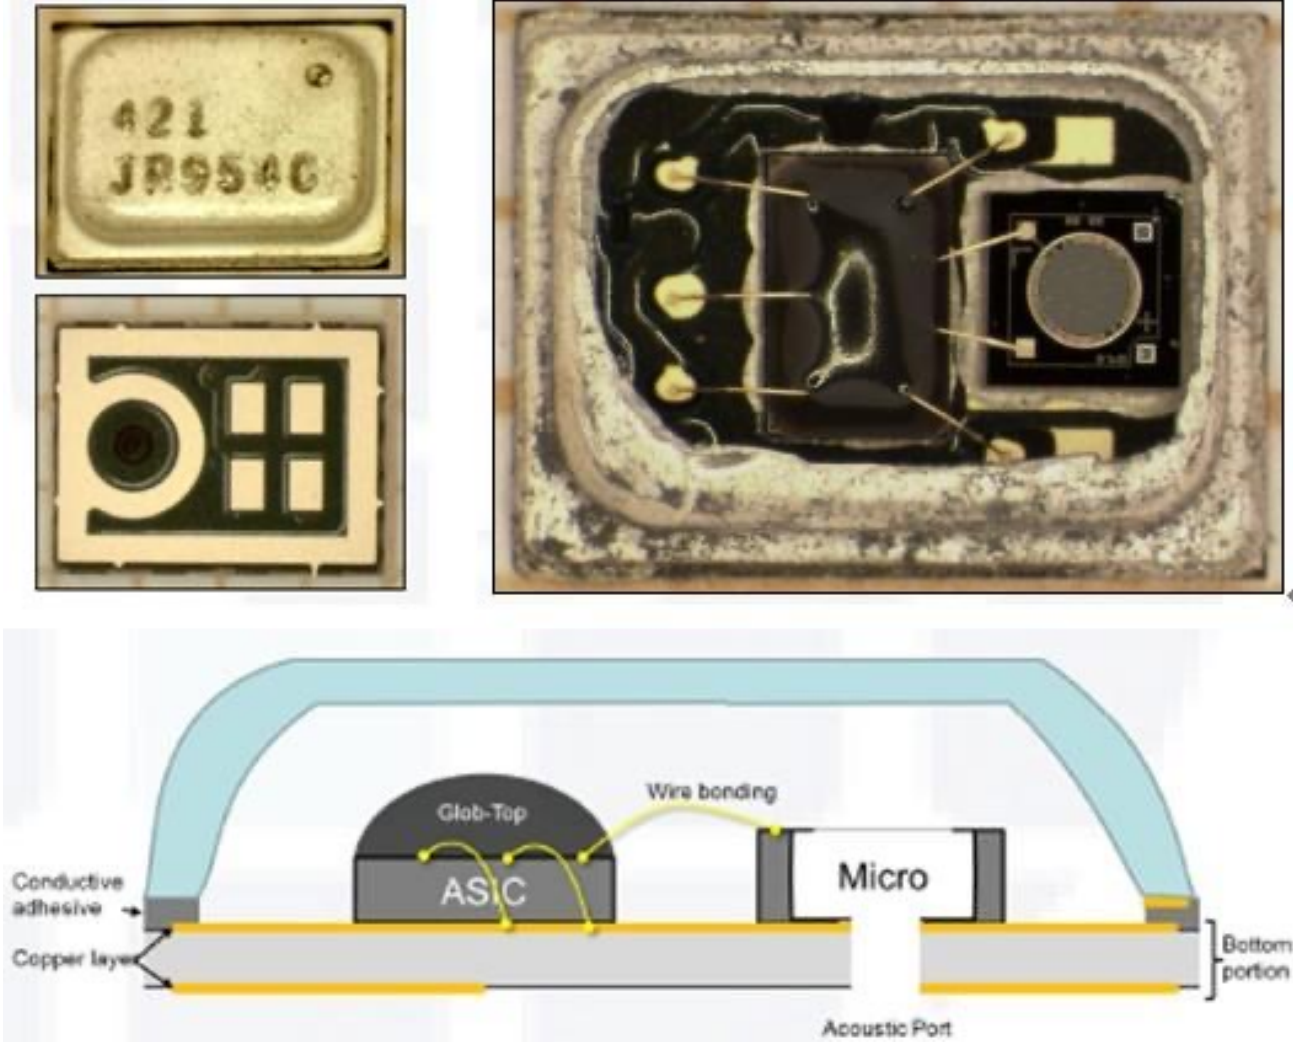 421
JR954C
Glob-Top
Wire bonding
ASIC
Micro
Conductive
adhesive
Copper layer
Bottom
portion
Acoustic Port